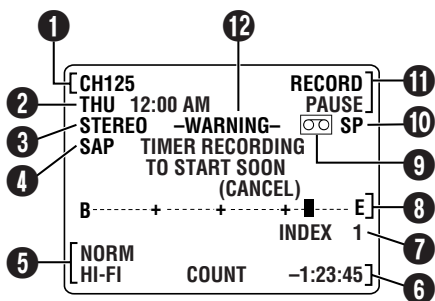 1 12
CH125 RECORD 11
2 THU 12:00 AM PAUSE
3 STEREO –WARNING– SP 10
4 SAP TIMER RECORDING 9
TO START SOON
(CANCEL)
B------+------+------+--■---E 8
INDEX 1 7
5 NORM
HI-FI COUNT –1:23:45 6